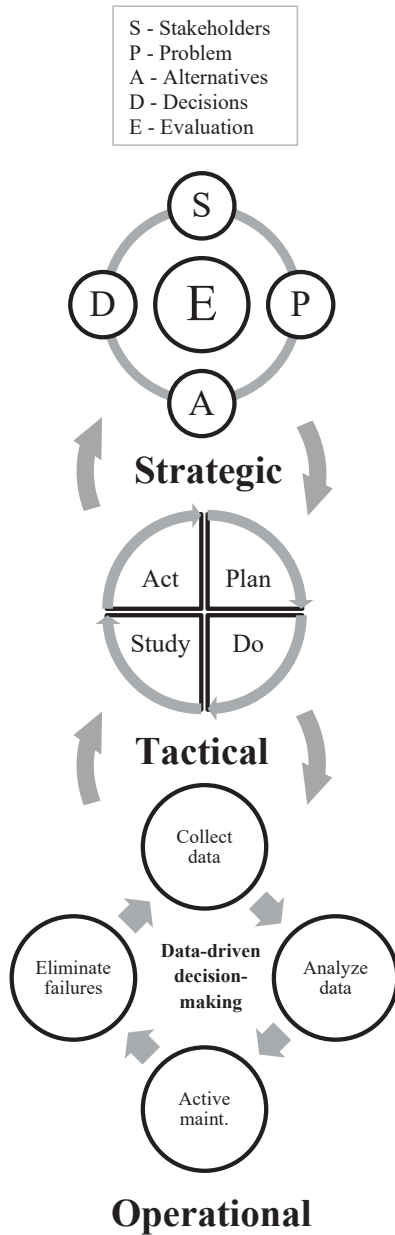 S - Stakeholders
P - Problem
A - Alternatives
D - Decisions
E - Evaluation
S
D
E
P
A
Strategic
Act
Plan
Study
Do
Tactical
Collect
data
Eliminate
failures
Data-driven
decision-
making
Analyze
data
Active
maint.
Operational